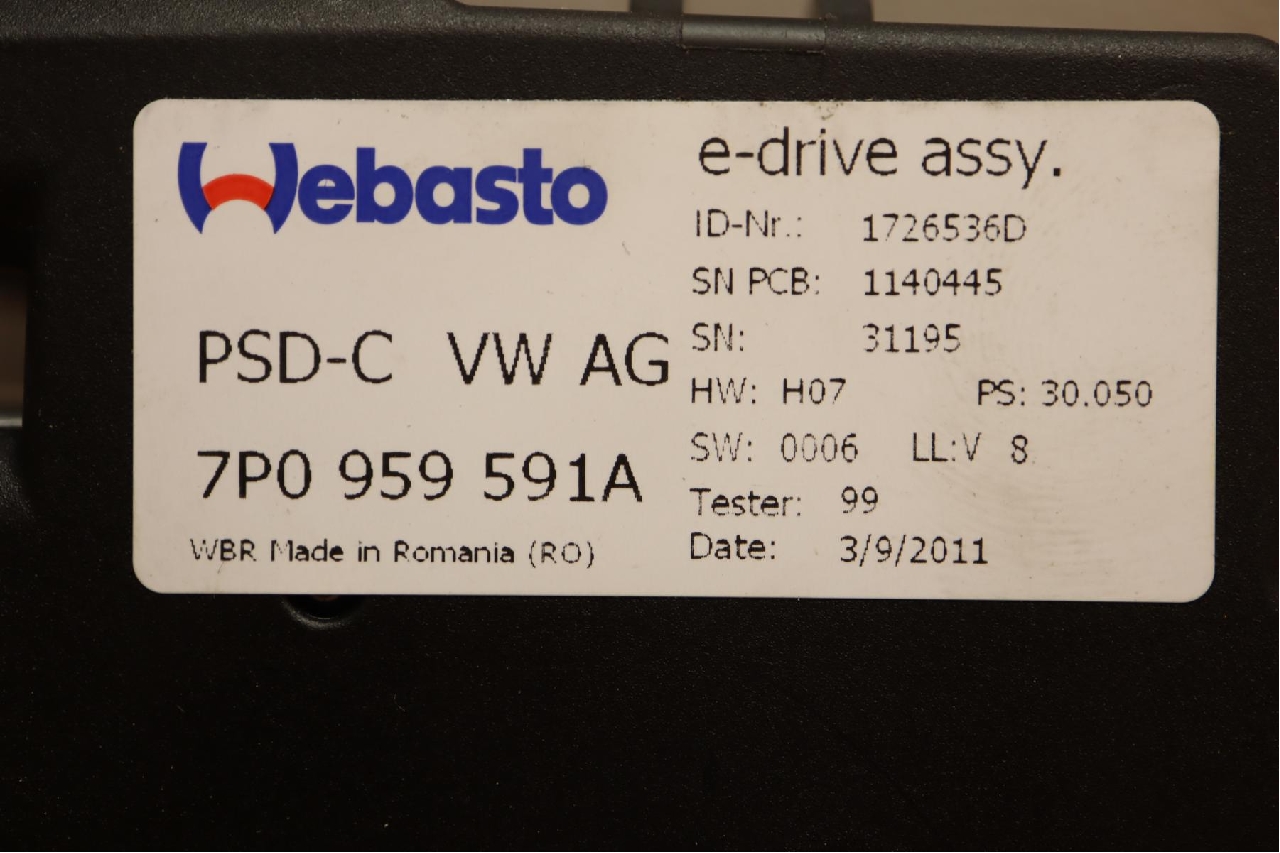 Webasto
PSD-C VW AG
7P0 959 591A
WBR Made in Romania (RO)
e-drive assy.
ID-Nr.: 1726536D
SN PCB: 1140445
SN: 31195
HW: H07 PS: 30.050
SW: 0006 LL:V 8
Tester: 99
Date: 3/9/2011